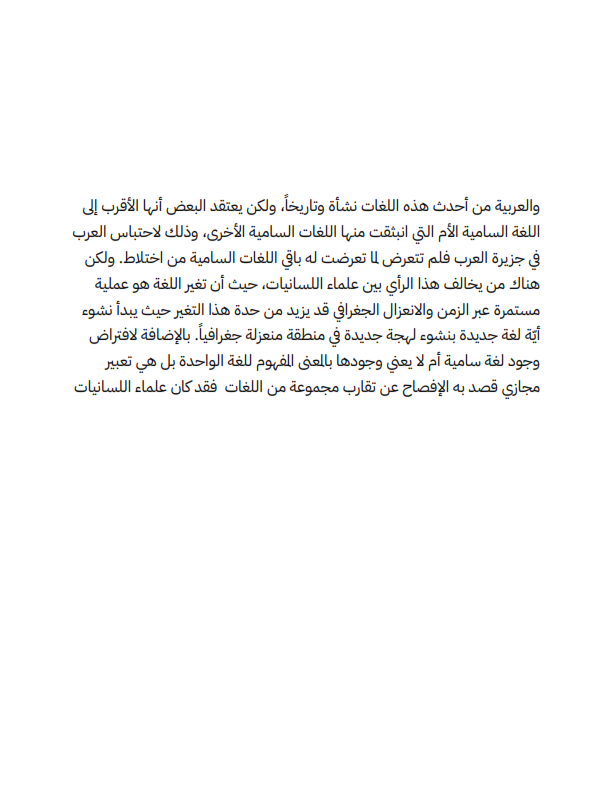 والعربية من أحدث هذه اللغات نشأة وتاريخاً، ولكن يعتقد البعض أنها الأقرب إلى
اللغة السامية الأم التي انبثقت منها اللغات السامية الأخرى، وذلك لاحتباس العرب
في جزيرة العرب فلم تتعرض لما تعرضت له باقي اللغات السامية من اختلاط. ولكن
هناك من يخالف هذا الرأي بين علماء اللسانيات، حيث أن تغير اللغة هو عملية
مستمرة عبر الزمن والانعزال الجغرافي قد يزيد من حدة هذا التغير حيث يبدأ نشوء
أيّة لغة جديدة بنشوء لهجة جديدة في منطقة منعزلة جغرافياً. بالإضافة لافتراض
وجود لغة سامية أم لا يعني وجودها بالمعنى المفهوم للغة الواحدة بل هي تعبير
مجازي قصد به الإفصاح عن تقارب مجموعة من اللغات  فقد كان علماء اللسانيات